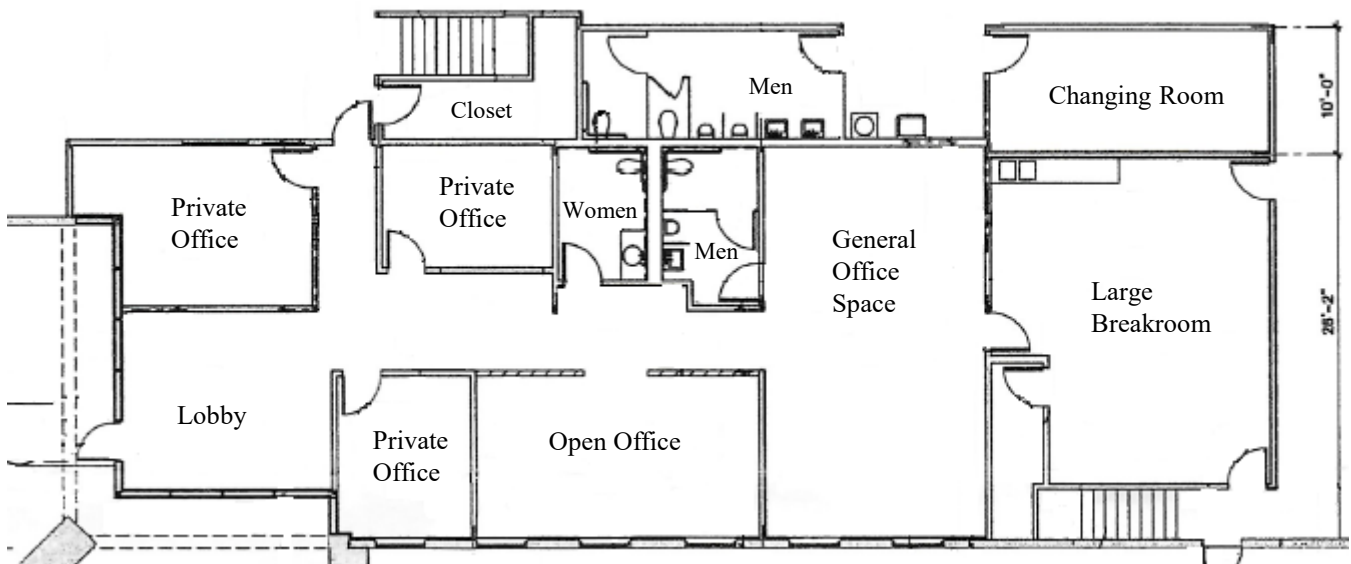 Men
Closet
Changing Room
10'-0"
Private
Office
Private
Office
Women
Men
General
Office
Space
Large
Breakroom
28'-2"
Lobby
Private
Office
Open Office